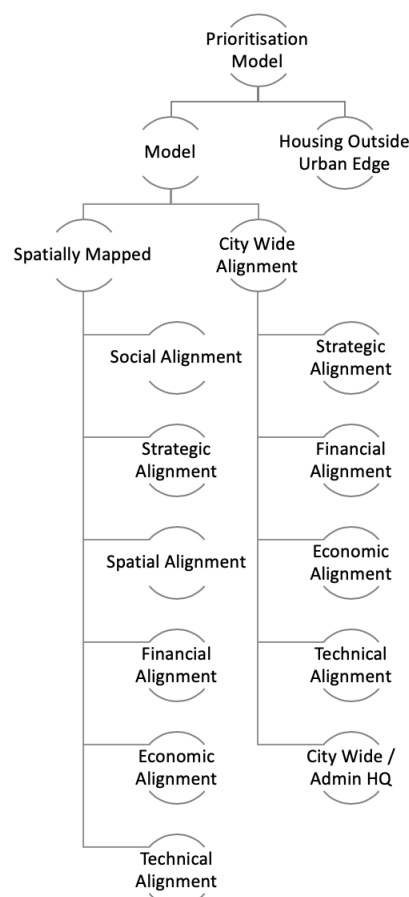 Prioritisation
Model
Model
Housing Outside
Urban Edge
Spatially Mapped
City Wide
Alignment
Social Alignment
Strategic
Alignment
Spatial Alignment
Financial
Alignment
Economic
Alignment
Technical
Alignment
Strategic
Alignment
Financial
Alignment
Economic
Alignment
Technical
Alignment
City Wide /
Admin HQ